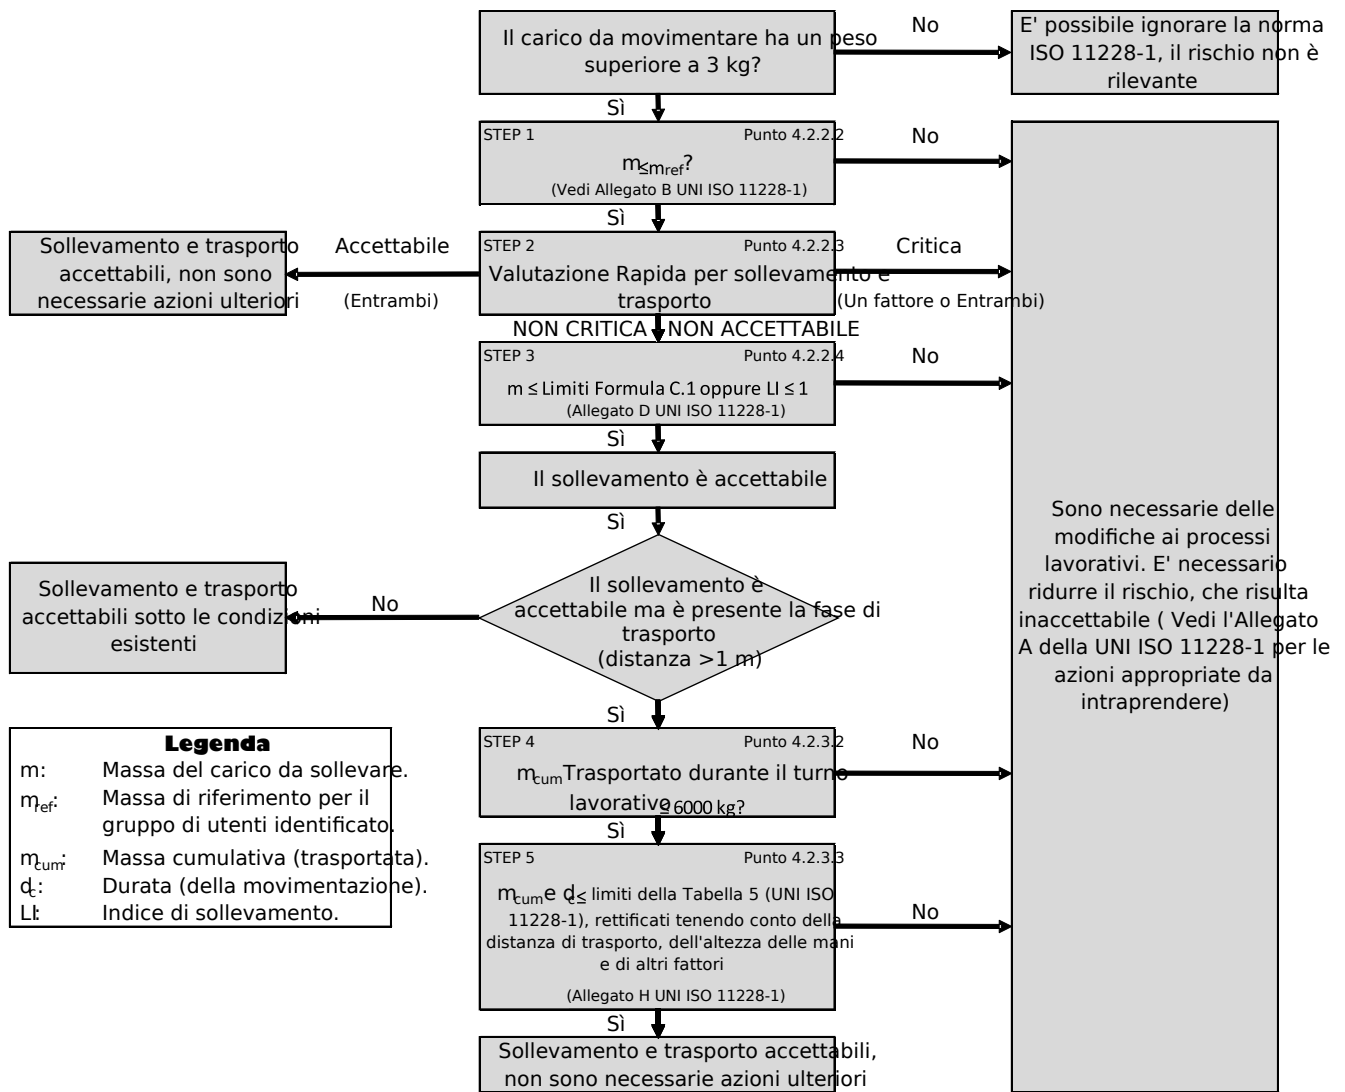 Il carico da movimentare ha un peso
superiore a 3 kg?
No
E' possibile ignorare la norma
ISO 11228-1, il rischio non è
rilevante
Sì
STEP 1
Punto 4.2.2.2
m≤mref?
(Vedi Allegato B UNI ISO 11228-1)
No
Sì
Sollevamento e trasporto
accettabili, non sono
necessarie azioni ulteriori
Accettabile
(Entrambi)
STEP 2
Punto 4.2.2.3
Valutazione Rapida per sollevamento e
trasporto
Critica
(Un fattore o Entrambi)
NON CRITICA
NON ACCETTABILE
STEP 3
Punto 4.2.2.4
m ≤ Limiti Formula C.1 oppure LI ≤ 1
(Allegato D UNI ISO 11228-1)
No
Sì
Il sollevamento è accettabile
Sì
Il sollevamento è
accettabile ma è presente la fase di
trasporto
(distanza >1 m)
No
Sollevamento e trasporto
accettabili sotto le condizioni
esistenti
Sono necessarie delle
modifiche ai processi
lavorativi. E' necessario
ridurre il rischio, che risulta
inaccettabile ( Vedi l'Allegato
A della UNI ISO 11228-1 per le
azioni appropriate da
intraprendere)
Sì
STEP 4
Punto 4.2.3.2
mcum Trasportato durante il turno
lavorativo ≤ 6000 kg?
No
Sì
STEP 5
Punto 4.2.3.3
mcum e dc ≤ limiti della Tabella 5 (UNI ISO
11228-1), rettificati tenendo conto della
distanza di trasporto, dell'altezza delle mani
e di altri fattori
(Allegato H UNI ISO 11228-1)
No
Sì
Sollevamento e trasporto accettabili,
non sono necessarie azioni ulteriori
Legenda
m: Massa del carico da sollevare.
mref: Massa di riferimento per il
gruppo di utenti identificato.
mcum: Massa cumulativa (trasportata).
dc: Durata (della movimentazione).
LI: Indice di sollevamento.